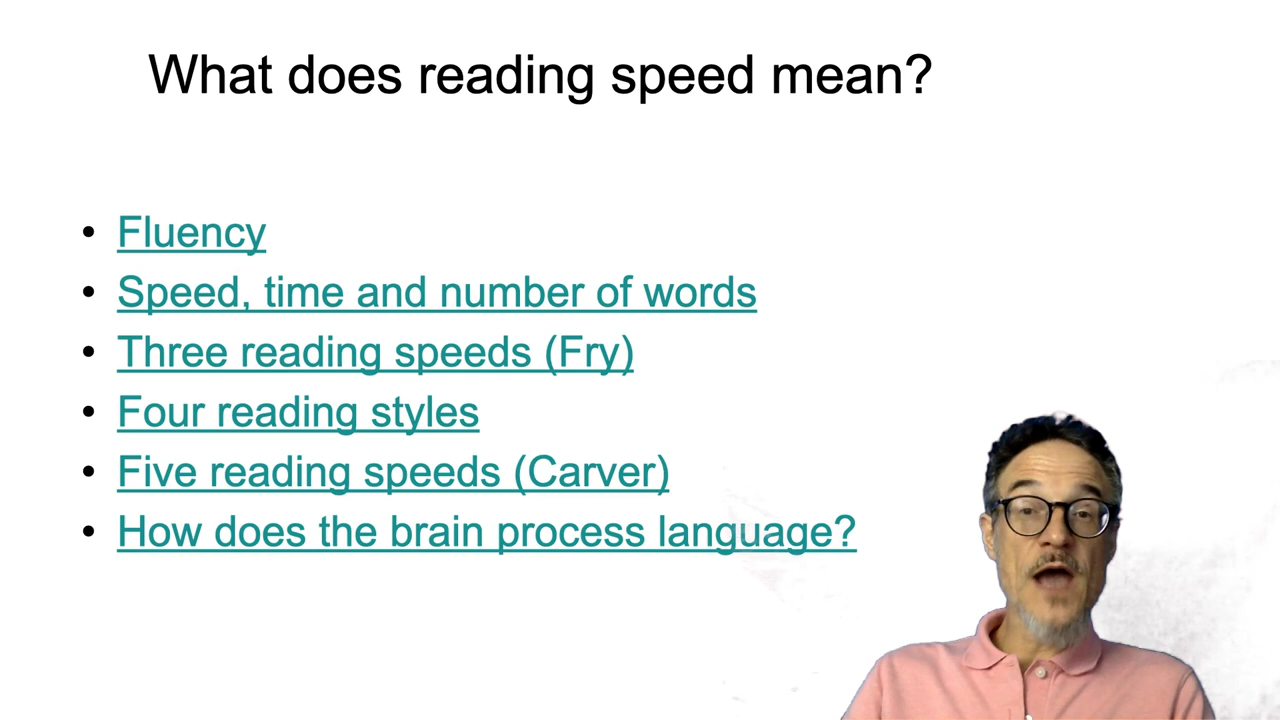 What does reading speed mean?
• Fluency
• Speed, time and number of words
• Three reading speeds (Fry)
• Four reading styles
• Five reading speeds (Carver)
• How does the brain process language?